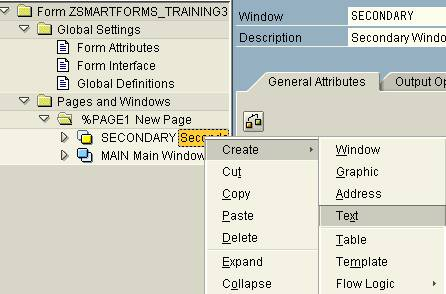 Form ZSMARTFORMS_TRAINING3
Global Settings
Form Attributes
Form Interface
Global Definitions
Pages and Windows
%PAGE1 New Page
SECONDARY Second
MAIN Main Window
Window SECONDARY
Description Secondary Windo
General Attributes Output Op
Create
Cut
Copy
Paste
Delete
Expand
Collapse
Window
Graphic
Address
Text
Table
Template
Flow Logic